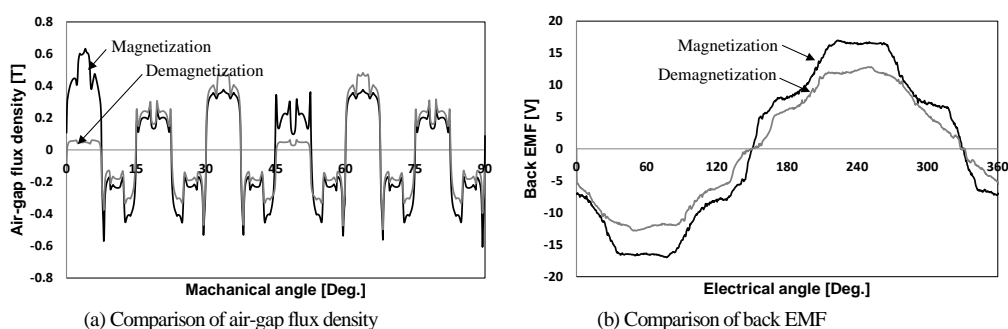 0.8
0.6
0.4
0.2
0
-0.2
-0.4
-0.6
-0.8
Air-gap flux density [T]
Magnetization
Demagnetization
0 15 30 45 60 75 90
Machanical angle [Deg.]
(a) Comparison of air-gap flux density
20
15
10
5
0
-5
-10
-15
-20
Back EMF [V]
Magnetization
Demagnetization
0 60 120 180 240 300 360
Electrical angle [Deg.]
(b) Comparison of back EMF